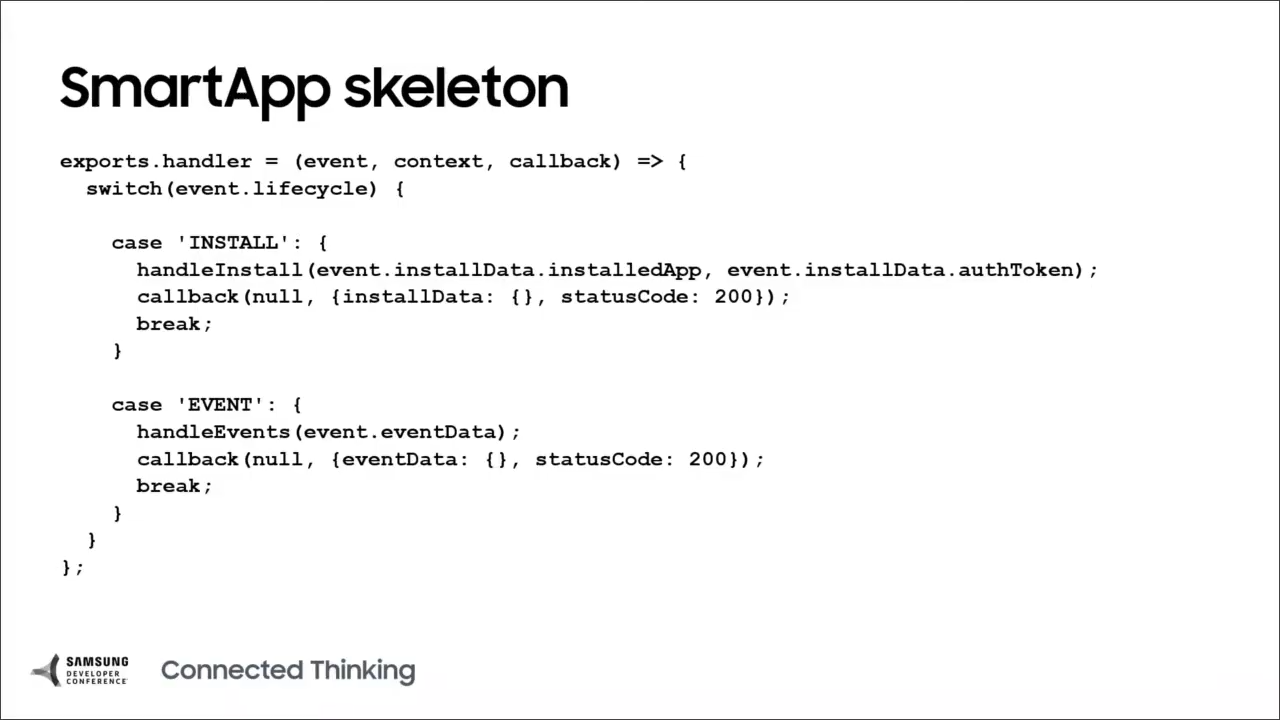 SmartApp skeleton
exports.handler = (event, context, callback) => {
  switch(event.lifecycle) {

    case 'INSTALL': {
      handleInstall(event.installData.installedApp, event.installData.authToken);
      callback(null, {installData: {}, statusCode: 200});
      break;
    }

    case 'EVENT': {
      handleEvents(event.eventData);
      callback(null, {eventData: {}, statusCode: 200});
      break;
    }
  }
};
SAMSUNG
DEVELOPER
CONFERENCE
Connected Thinking